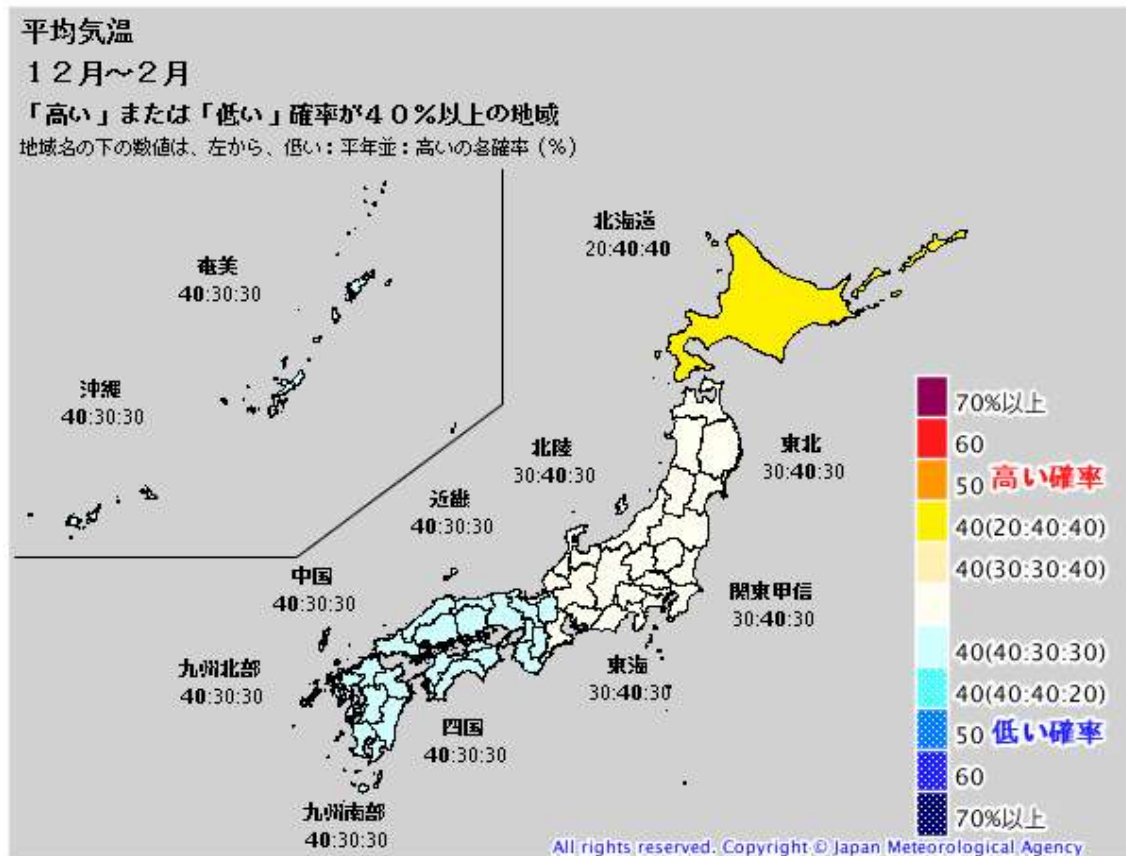 平均気温
12月~2月
「高い」または「低い」確率が40%以上の地域
地域名の下の数値は、左から、低い:平年並:高いの各確率(%)
北海道
20:40:40
奄美
40:30:30
沖縄
40:30:30
北陸
30:40:30
東北
30:40:30
近畿
40:30:30
中国
40:30:30
関東甲信
30:40:30
九州北部
40:30:30
東海
30:40:30
四国
40:30:30
九州南部
40:30:30
70%以上
60
50 高い確率
40(20:40:40)
40(30:30:40)
40(40:30:30)
40(40:40:20)
50 低い確率
60
70%以上
All rights reserved. Copyright © Japan Meteorological Agency